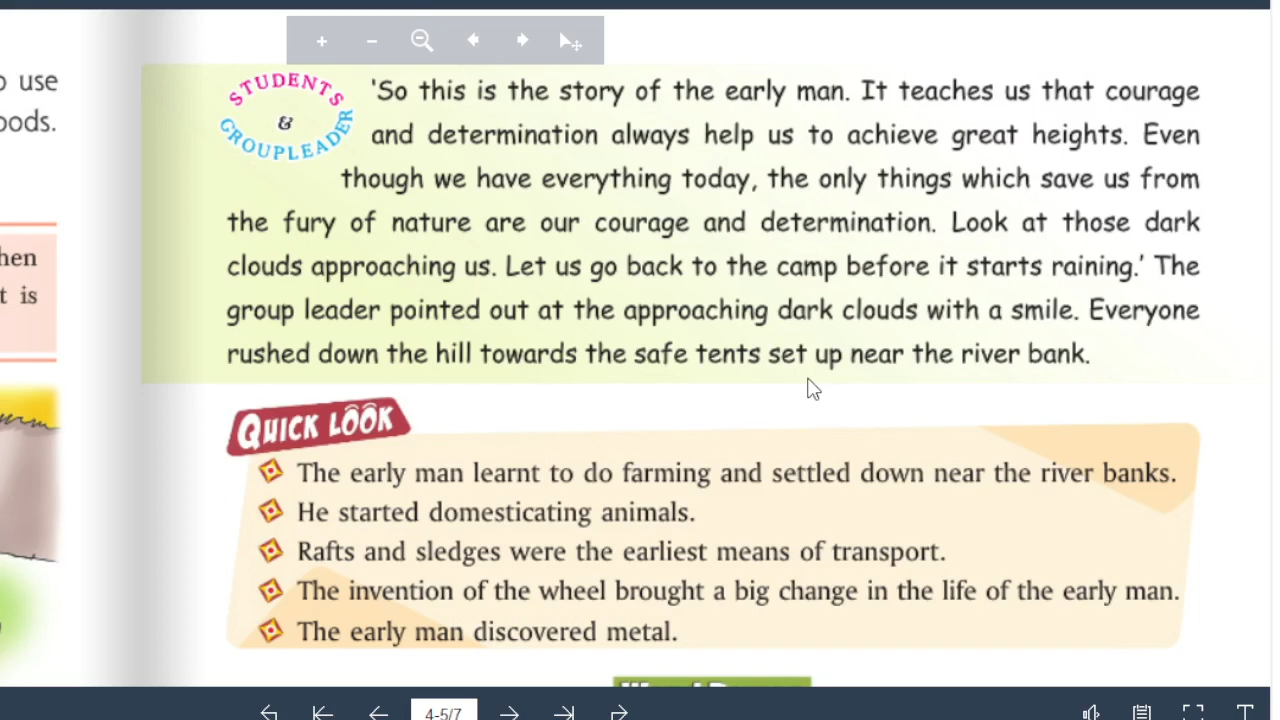 o use
oods.
hen
t is
STUDENTS
&
GROUPLEADER
'So this is the story of the early man. It teaches us that courage
and determination always help us to achieve great heights. Even
though we have everything today, the only things which save us from
the fury of nature are our courage and determination. Look at those dark
clouds approaching us. Let us go back to the camp before it starts raining.' The
group leader pointed out at the approaching dark clouds with a smile. Everyone
rushed down the hill towards the safe tents set up near the river bank.
QUICK LOOK
The early man learnt to do farming and settled down near the river banks.
He started domesticating animals.
Rafts and sledges were the earliest means of transport.
The invention of the wheel brought a big change in the life of the early man.
The early man discovered metal.
4-5/7